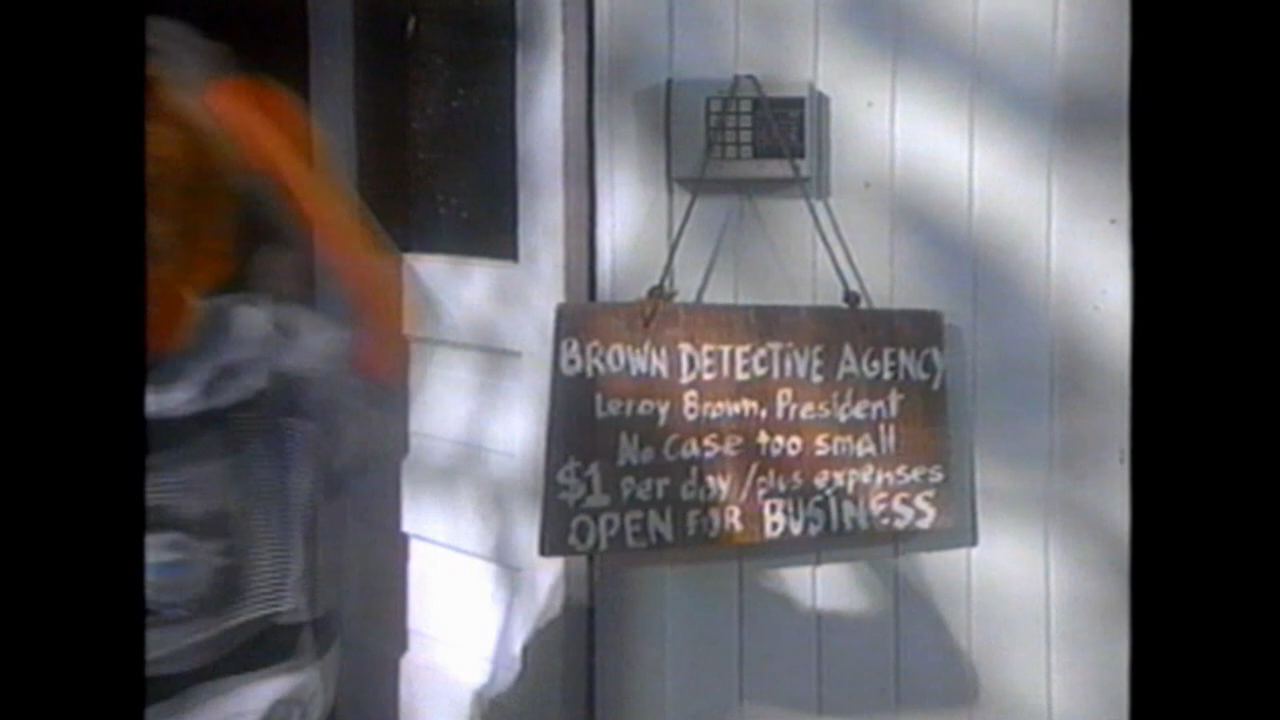 BROWN DETECTIVE AGENCY
Leroy Brown, President
No case too small
$1 per day/plus expenses
OPEN FOR BUSINESS